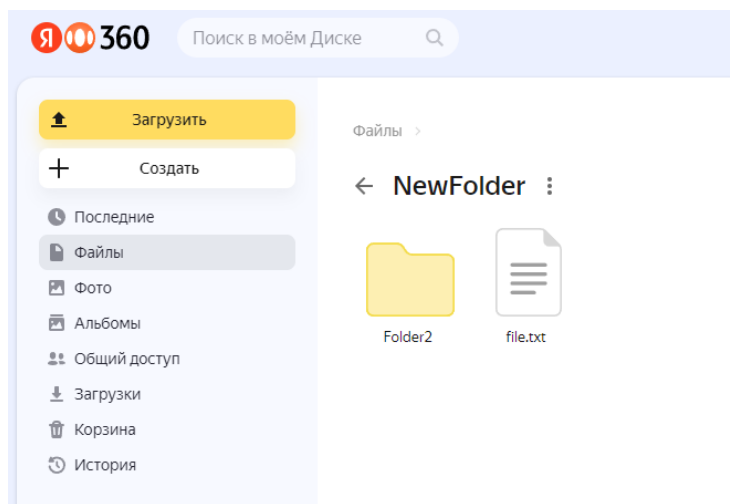 Я 360
Поиск в моём Диске
Загрузить
Создать
Последние
Файлы
Фото
Альбомы
Общий доступ
Загрузки
Корзина
История
Файлы >
NewFolder
Folder2
file.txt